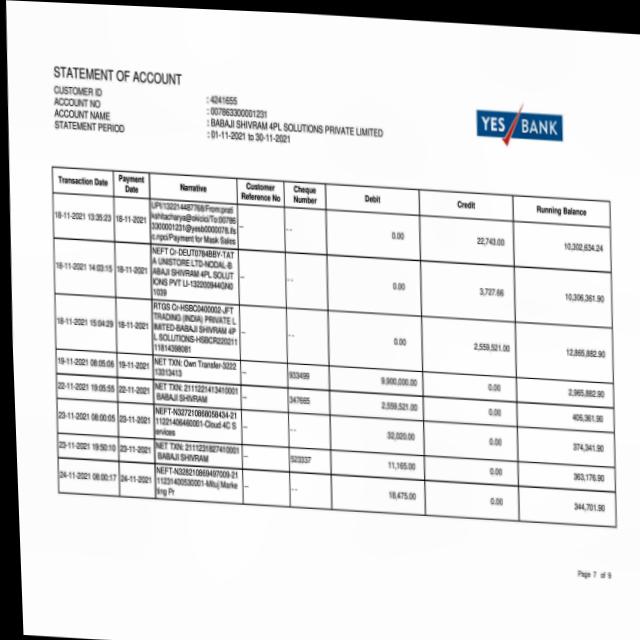 STATEMENT OF ACCOUNT
CUSTOMER ID : 4241655
ACCOUNT NO : 007863300001231
ACCOUNT NAME : BABAJI SHIVRAM 4PL SOLUTIONS PRIVATE LIMITED
STATEMENT PERIOD : 01-11-2021 to 30-11-2021
YES BANK
Transaction Date Payment Date Narrative Customer Reference No Cheque Number Debit Credit Running Balance
18-11-2021 13:35:23 18-11-2021 -- -- 0.00 22,743.00 10,302,634.24
UPI/132214487768/From:prati
kshitacharya@okicici/To:00786
3300001231@yesb0000078.ifs
c.npci/Payment for Mask Sales
18-11-2021 14:03:15 18-11-2021 -- -- 0.00 3,727.66 10,306,361.90
NEFT Cr-DEUT0784BBY-TAT
A UNISTORE LTD-NODAL-B
ABAJI SHIVRAM 4PL SOLUT
IONS PVT LI-132200944GN0
1039
18-11-2021 15:04:29 18-11-2021 -- -- 0.00 2,559,521.00 12,865,882.90
RTGS Cr-HSBC0400002-JFT
TRADING (INDIA) PRIVATE L
IMITED-BABAJI SHIVRAM 4P
L SOLUTIONS-HSBCR220211
11814398081
19-11-2021 08:05:06 19-11-2021 -- 933499 9,900,000.00 0.00 2,965,882.90
NET TXN: Own Transfer-3222
13313413
22-11-2021 19:05:55 22-11-2021 -- 347665 2,559,521.00 0.00 406,361.90
NET TXN: 2111221413410001
BABAJI SHIVRAM
23-11-2021 08:00:05 23-11-2021 -- -- 32,020.00 0.00 374,341.90
NEFT-N327210868058434-21
11221406460001-Cloud 4C S
ervices
23-11-2021 19:50:10 23-11-2021 -- 523337 11,165.00 0.00 363,176.90
NET TXN: 2111231827410001
BABAJI SHIVRAM
24-11-2021 08:00:17 24-11-2021 -- -- 18,475.00 0.00 344,701.90
NEFT-N328210869497009-21
11231400530001-Mituj Marke
ting Pr
Page 7 of 9